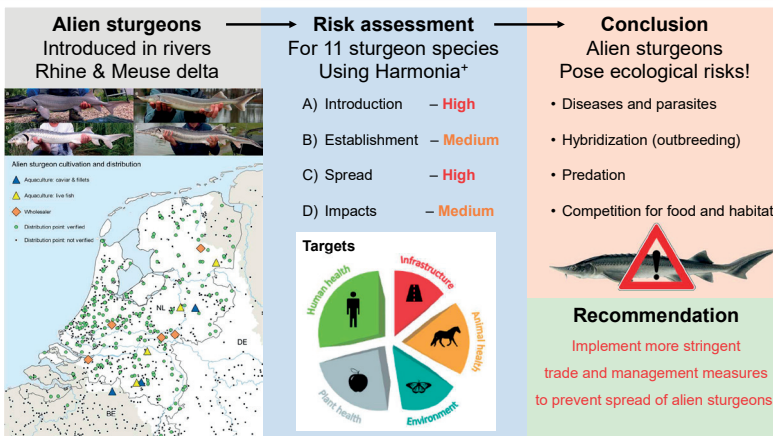 Alien sturgeons
Introduced in rivers
Rhine & Meuse delta
Alien sturgeon cultivation and distribution
Aquaculture: caviar & fillets
Aquaculture: live fish
Wholesaler
Distribution point: verified
Distribution point: not verified
NL
DE
BE
Risk assessment
For 11 sturgeon species
Using Harmonia+
A) Introduction – High
B) Establishment – Medium
C) Spread – High
D) Impacts – Medium
Targets
Human health
Infrastructure
Animal health
Environment
Plant health
Conclusion
Alien sturgeons
Pose ecological risks!
• Diseases and parasites
• Hybridization (outbreeding)
• Predation
• Competition for food and habitat
!
Recommendation
Implement more stringent
trade and management measures
to prevent spread of alien sturgeons